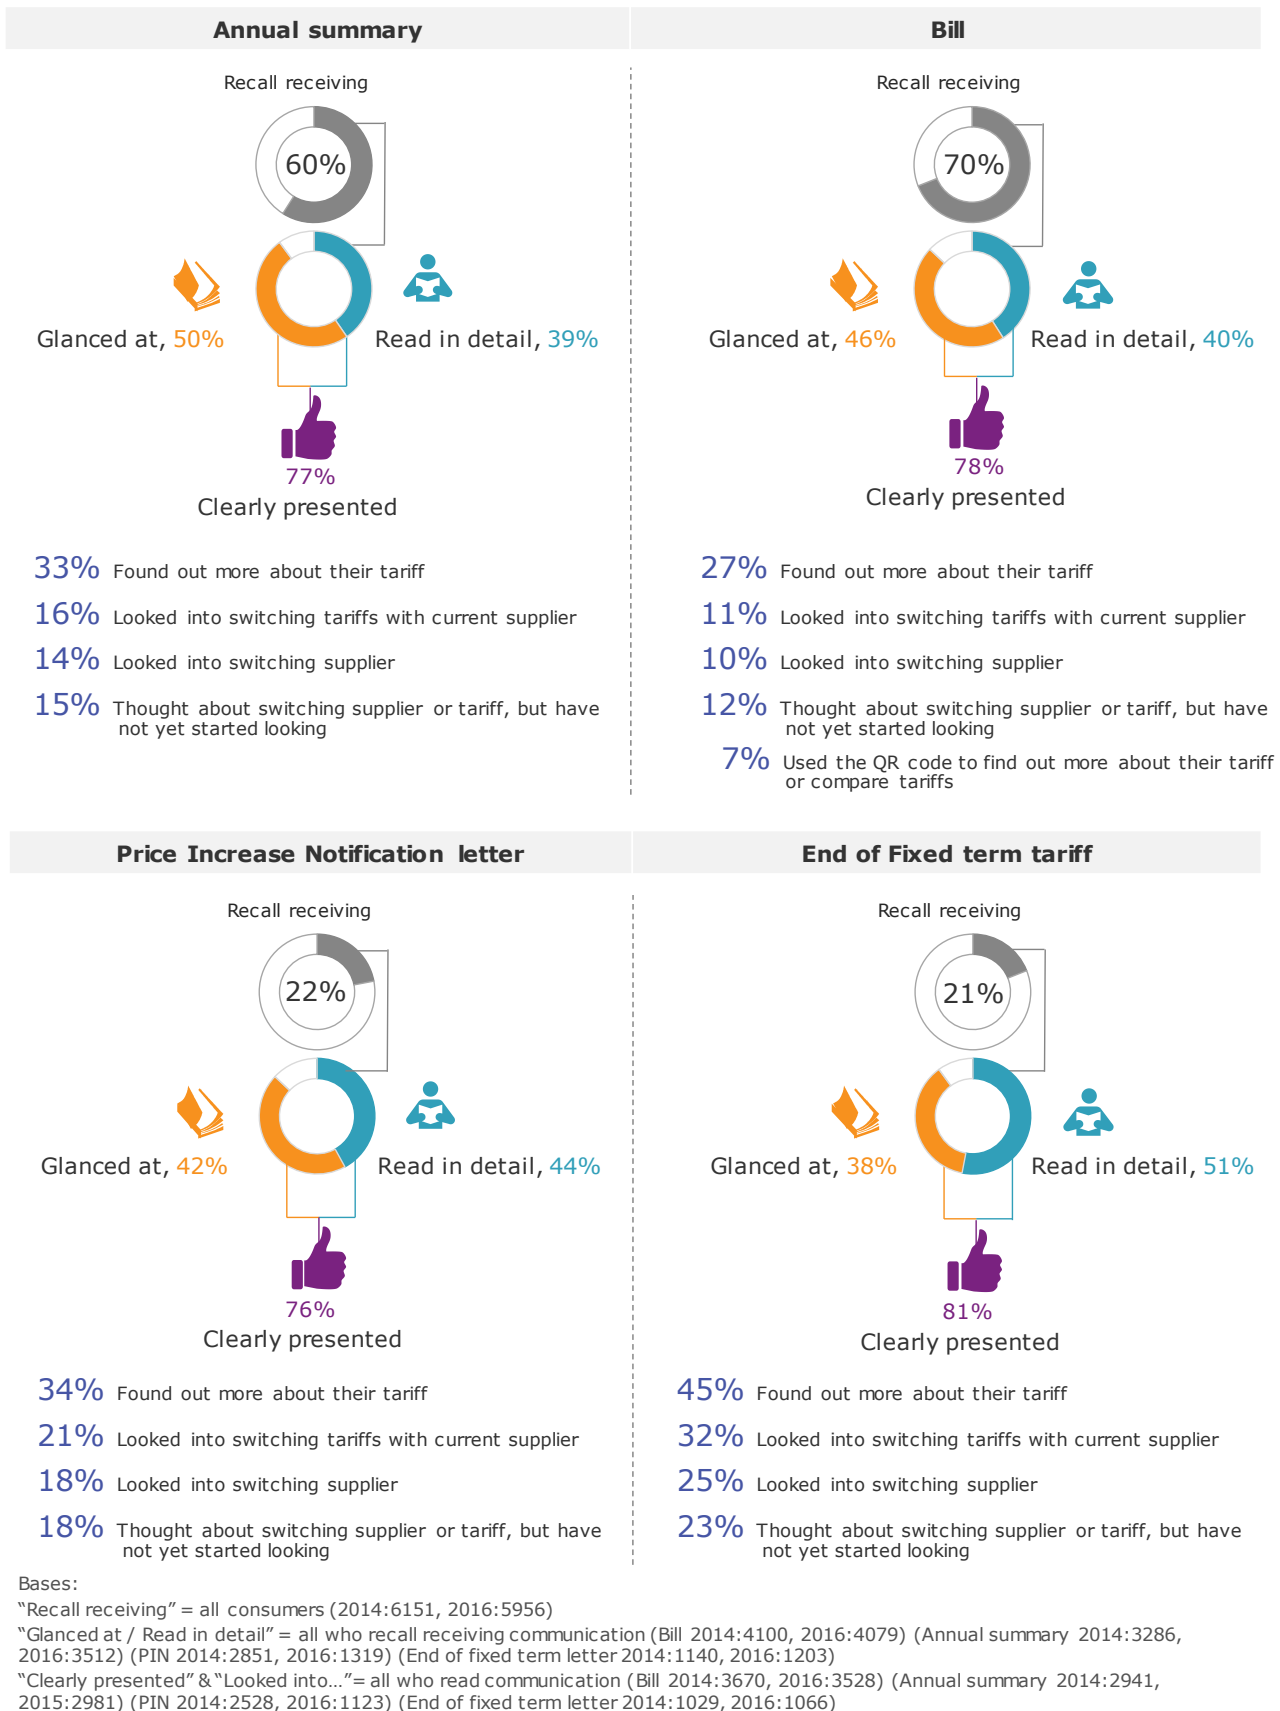 Annual summary
Bill
Recall receiving
60%
Glanced at, 50%
Read in detail, 39%
77%
Clearly presented
33% Found out more about their tariff
16% Looked into switching tariffs with current supplier
14% Looked into switching supplier
15% Thought about switching supplier or tariff, but have
not yet started looking
Recall receiving
70%
Glanced at, 46%
Read in detail, 40%
78%
Clearly presented
27% Found out more about their tariff
11% Looked into switching tariffs with current supplier
10% Looked into switching supplier
12% Thought about switching supplier or tariff, but have
not yet started looking
7% Used the QR code to find out more about their tariff
or compare tariffs
Price Increase Notification letter
End of Fixed term tariff
Recall receiving
22%
Glanced at, 42%
Read in detail, 44%
76%
Clearly presented
34% Found out more about their tariff
21% Looked into switching tariffs with current supplier
18% Looked into switching supplier
18% Thought about switching supplier or tariff, but have
not yet started looking
Recall receiving
21%
Glanced at, 38%
Read in detail, 51%
81%
Clearly presented
45% Found out more about their tariff
32% Looked into switching tariffs with current supplier
25% Looked into switching supplier
23% Thought about switching supplier or tariff, but have
not yet started looking
Bases:
“Recall receiving” = all consumers (2014:6151, 2016:5956)
“Glanced at / Read in detail” = all who recall receiving communication (Bill 2014:4100, 2016:4079) (Annual summary 2014:3286,
2016:3512) (PIN 2014:2851, 2016:1319) (End of fixed term letter 2014:1140, 2016:1203)
“Clearly presented” & “Looked into…”= all who read communication (Bill 2014:3670, 2016:3528) (Annual summary 2014:2941,
2015:2981) (PIN 2014:2528, 2016:1123) (End of fixed term letter 2014:1029, 2016:1066)